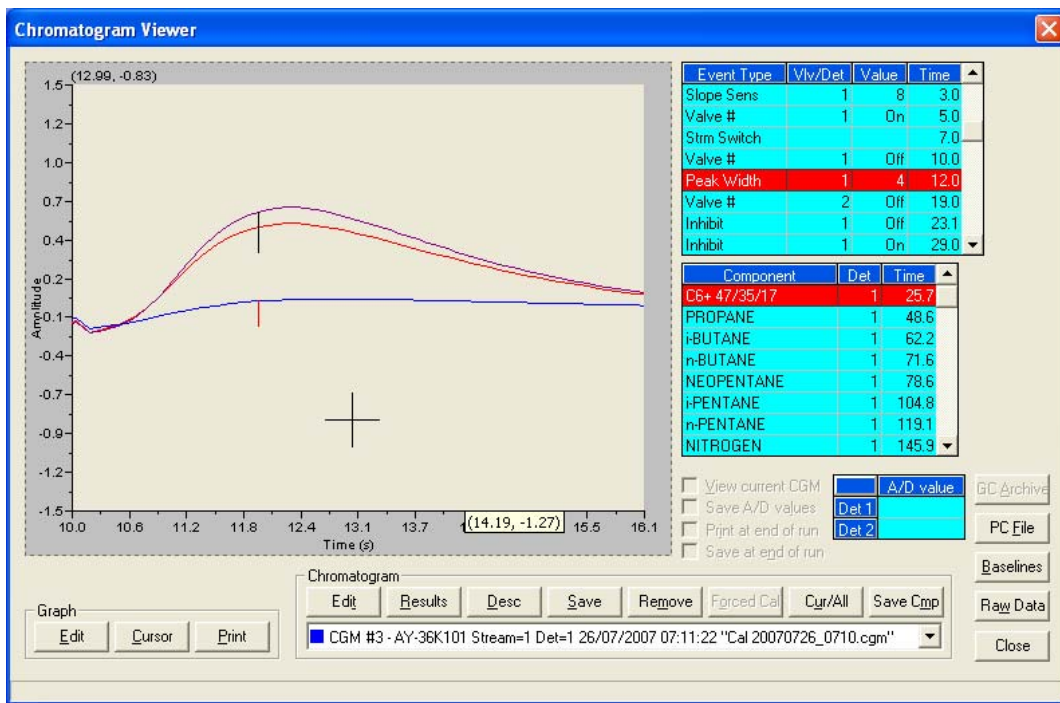 Chromatogram Viewer
(12.99, -0.83)
1.5
1.2
1.0
0.7
0.4
0.2
-0.1
-0.4
-0.7
-0.9
-1.2
-1.5
Amplitude
10.0 10.6 11.2 11.8 12.4 13.1 13.7 15.5 16.1
(14.19, -1.27)
Time (s)
Event Type Vlv/Det Value Time
Slope Sens 1 8 3.0
Valve # 1 On 5.0
Strm Switch 7.0
Valve # 1 Off 10.0
Peak Width 1 4 12.0
Valve # 2 Off 19.0
Inhibit 1 Off 23.1
Inhibit 1 On 29.0
Component Det Time
C6+ 47/35/17 1 25.7
PROPANE 1 48.6
i-BUTANE 1 62.2
n-BUTANE 1 71.6
NEOPENTANE 1 78.6
i-PENTANE 1 104.8
n-PENTANE 1 119.1
NITROGEN 1 145.9
View current CGM
Save A/D values
Print at end of run
Save at end of run
A/D value
Det 1
Det 2
GC Archive
PC File
Baselines
Raw Data
Close
Graph
Edit Cursor Print
Chromatogram
Edit Results Desc Save Remove Forced Cal Cur/All Save Cmp
CGM #3 - AY-36K101 Stream=1 Det=1 26/07/2007 07:11:22 "Cal 20070726_0710.cgm"